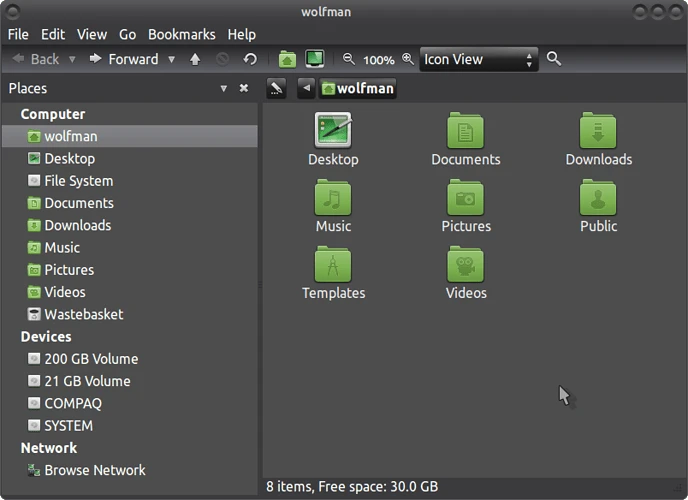 wolfman
File Edit View Go Bookmarks Help
Back Forward 100% Icon View
Places wolfman
Computer
wolfman
Desktop
File System
Documents
Downloads
Music
Pictures
Videos
Wastebasket
Devices
200 GB Volume
21 GB Volume
COMPAQ
SYSTEM
Network
Browse Network
Desktop Documents Downloads
Music Pictures Public
Templates Videos
8 items, Free space: 30.0 GB